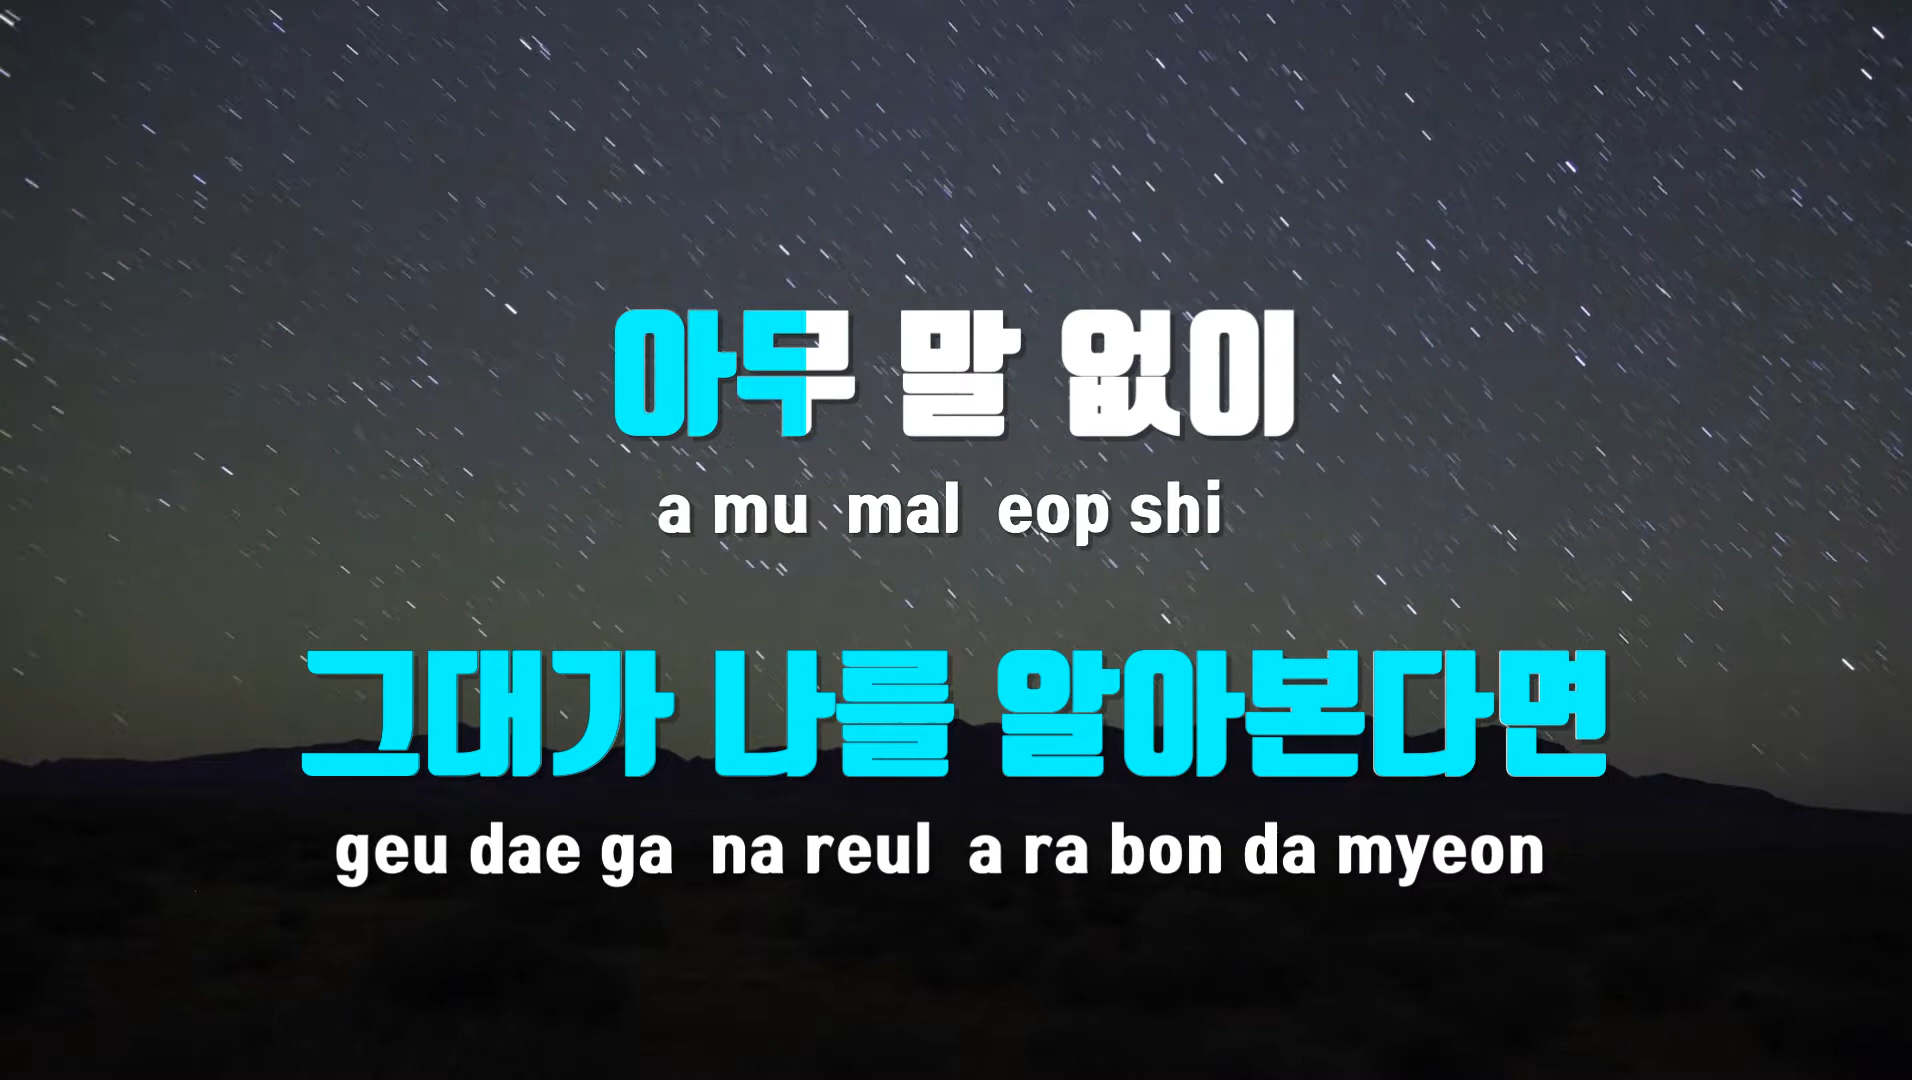 아무 말 없이
a mu mal eop shi
그대가 나를 알아본다면
geu dae ga na reul a ra bon da myeon